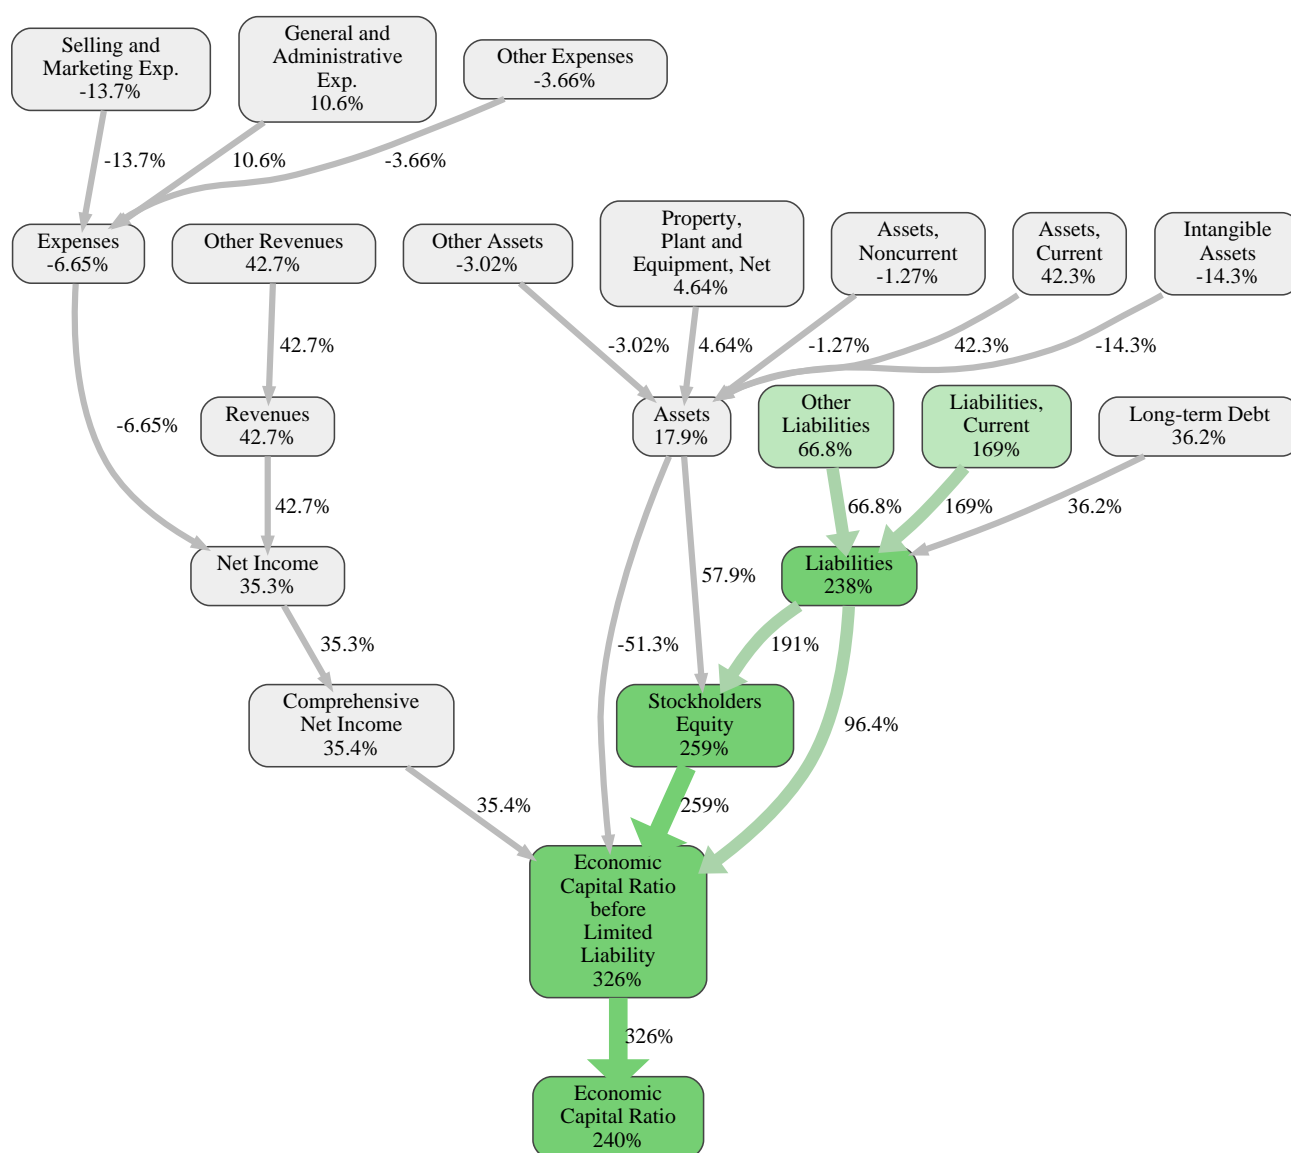 Selling and
Marketing Exp.
-13.7%
General and
Administrative
Exp.
10.6%
Other Expenses
-3.66%
-13.7%
10.6%
-3.66%
Expenses
-6.65%
Other Revenues
42.7%
Other Assets
-3.02%
Property,
Plant and
Equipment, Net
4.64%
Assets,
Noncurrent
-1.27%
Assets,
Current
42.3%
Intangible
Assets
-14.3%
42.7%
-3.02%
4.64%
-1.27%
42.3%
-14.3%
-6.65%
Revenues
42.7%
Assets
17.9%
Other
Liabilities
66.8%
Liabilities,
Current
169%
Long-term Debt
36.2%
42.7%
66.8%
169%
36.2%
Net Income
35.3%
57.9%
Liabilities
238%
35.3%
-51.3%
191%
Comprehensive
Net Income
35.4%
Stockholders
Equity
259%
96.4%
35.4%
259%
Economic
Capital Ratio
before
Limited
Liability
326%
326%
Economic
Capital Ratio
240%